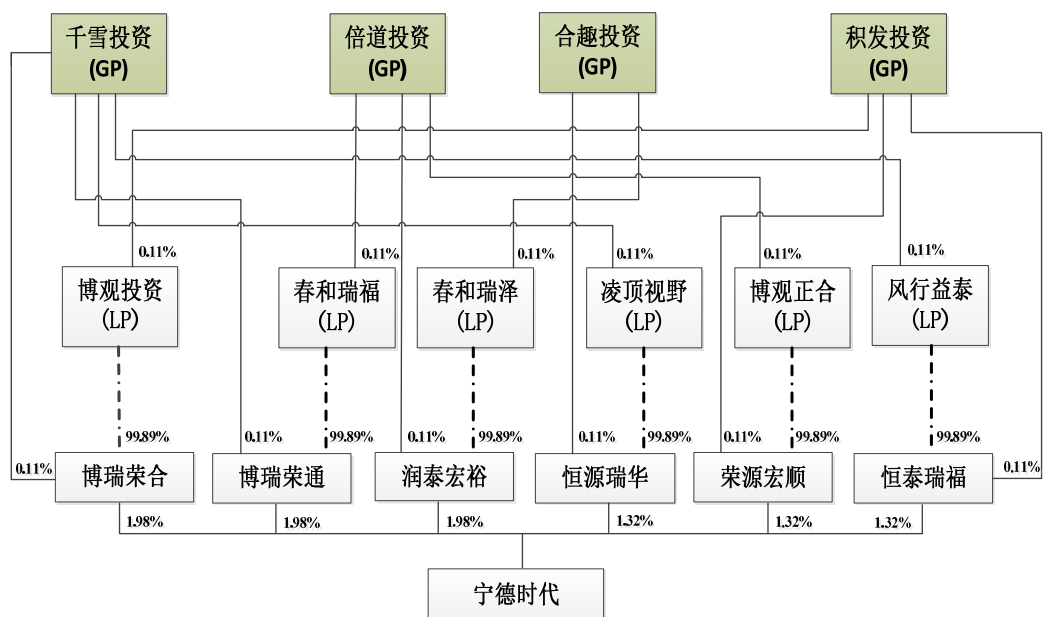 千雪投资
(GP)
倍道投资
(GP)
合趣投资
(GP)
积发投资
(GP)
0.11%
0.11%
0.11%
0.11%
0.11%
0.11%
博观投资
(LP)
春和瑞福
(LP)
春和瑞泽
(LP)
凌顶视野
(LP)
博观正合
(LP)
风行益泰
(LP)
99.89%
0.11%
99.89%
0.11%
99.89%
0.11%
99.89%
0.11%
99.89%
99.89%
0.11%
博瑞荣合
博瑞荣通
润泰宏裕
恒源瑞华
荣源宏顺
恒泰瑞福
0.11%
1.98%
1.98%
1.98%
1.32%
1.32%
1.32%
宁德时代